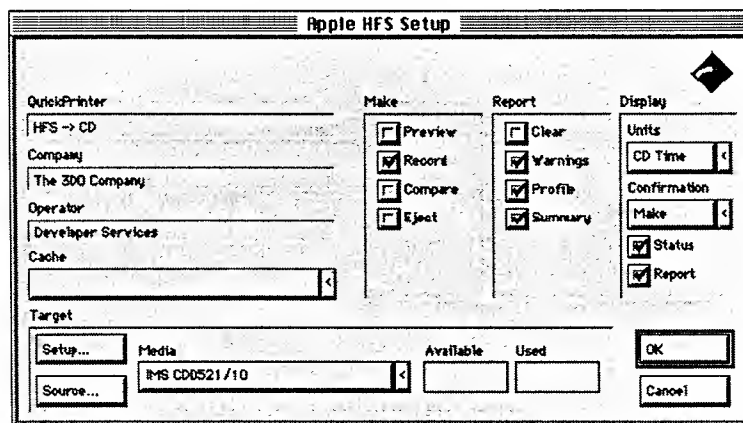 Apple HFS Setup
QuickPrinter
HFS -> CD
Company
The 3DO Company
Operator
Developer Services
Cache
Make
Preview
Record
Compare
Eject
Report
Clear
Warnings
Profile
Summary
Display
Units
CD Time
Confirmation
Make
Status
Report
Target
Setup...
Source...
Media
IMS CD0521/10
Available
Used
OK
Cancel